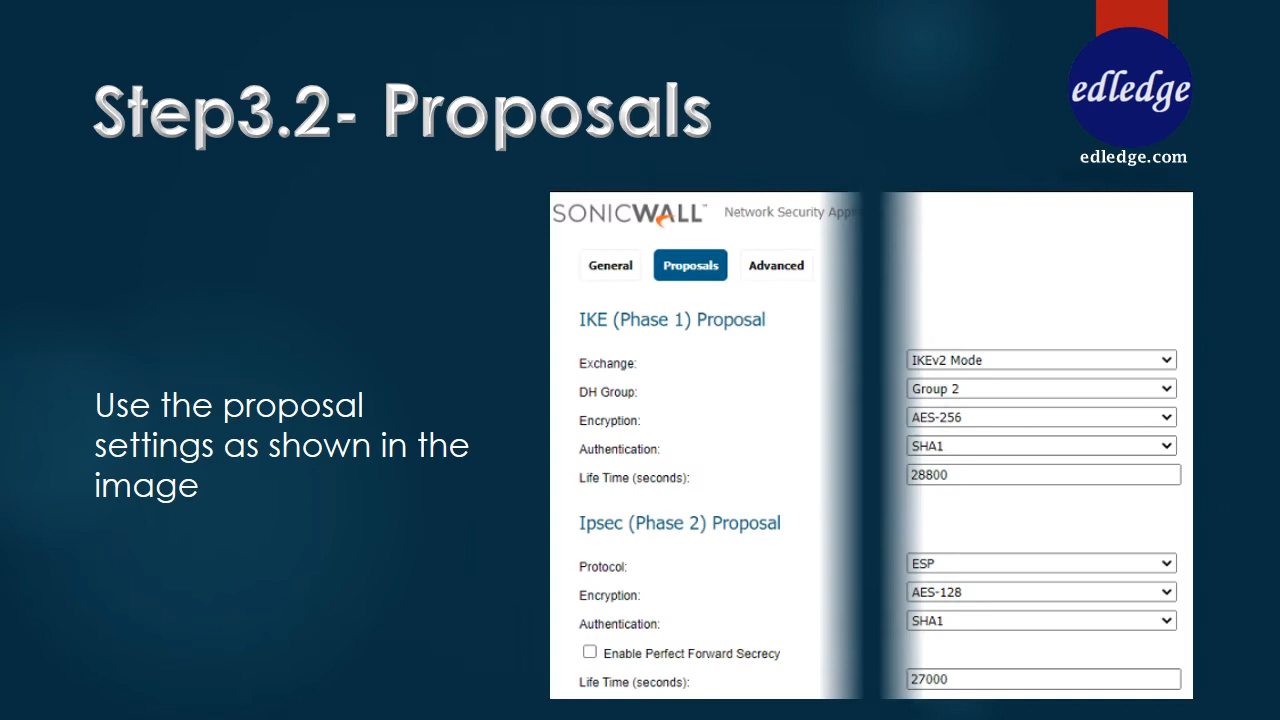 Step3.2- Proposals
edledge
edledge.com
Use the proposal
settings as shown in the
image
SONICWALL™ Network Security
General Proposals Advanced
IKE (Phase 1) Proposal
Exchange: IKEv2 Mode
DH Group: Group 2
Encryption: AES-256
Authentication: SHA1
Life Time (seconds): 28800
Ipsec (Phase 2) Proposal
Protocol: ESP
Encryption: AES-128
Authentication: SHA1
Enable Perfect Forward Secrecy
Life Time (seconds): 27000